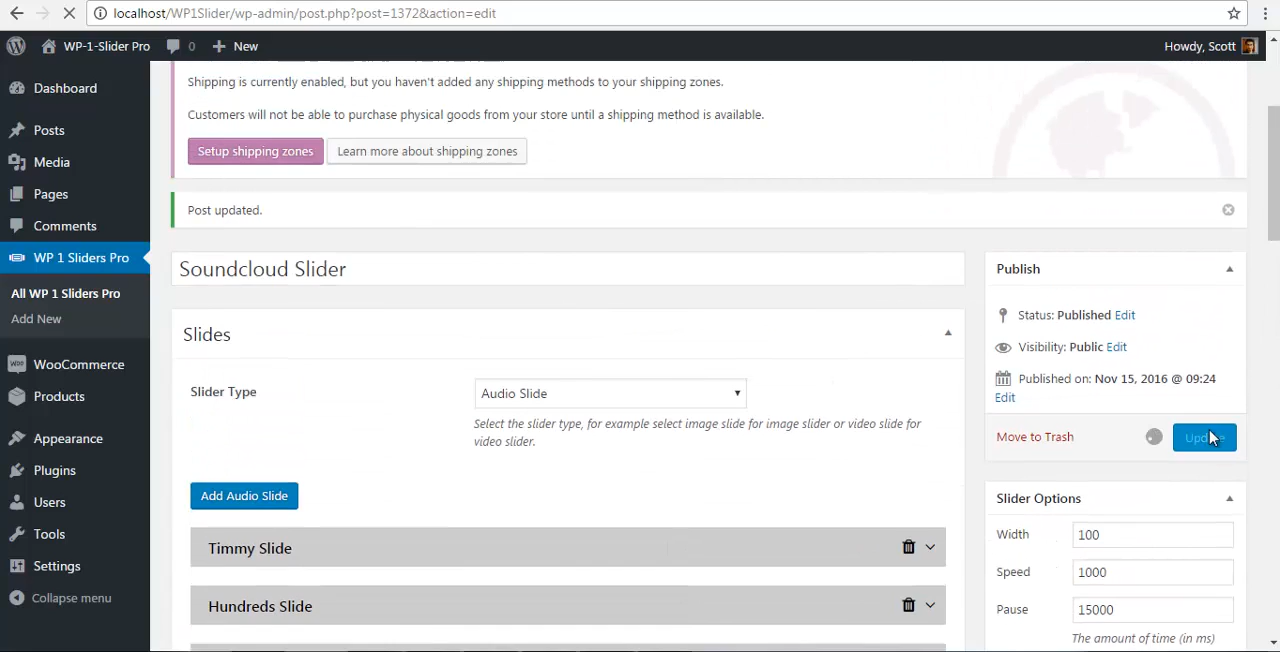 localhost/WP1Slider/wp-admin/post.php?post=1372&action=edit
WP-1-Slider Pro 0 New Howdy, Scott
Dashboard
Posts
Media
Pages
Comments
WP 1 Sliders Pro
All WP 1 Sliders Pro
Add New
WooCommerce
Products
Appearance
Plugins
Users
Tools
Settings
Collapse menu
Shipping is currently enabled, but you haven't added any shipping methods to your shipping zones.
Customers will not be able to purchase physical goods from your store until a shipping method is available.
Setup shipping zones Learn more about shipping zones
Post updated.
Soundcloud Slider
Slides
Slider Type Audio Slide
Select the slider type, for example select image slide for image slider or video slide for
video slider.
Add Audio Slide
Timmy Slide
Hundreds Slide
Publish
Status: Published Edit
Visibility: Public Edit
Published on: Nov 15, 2016 @ 09:24
Edit
Move to Trash Update
Slider Options
Width 100
Speed 1000
Pause 15000
The amount of time (in ms)